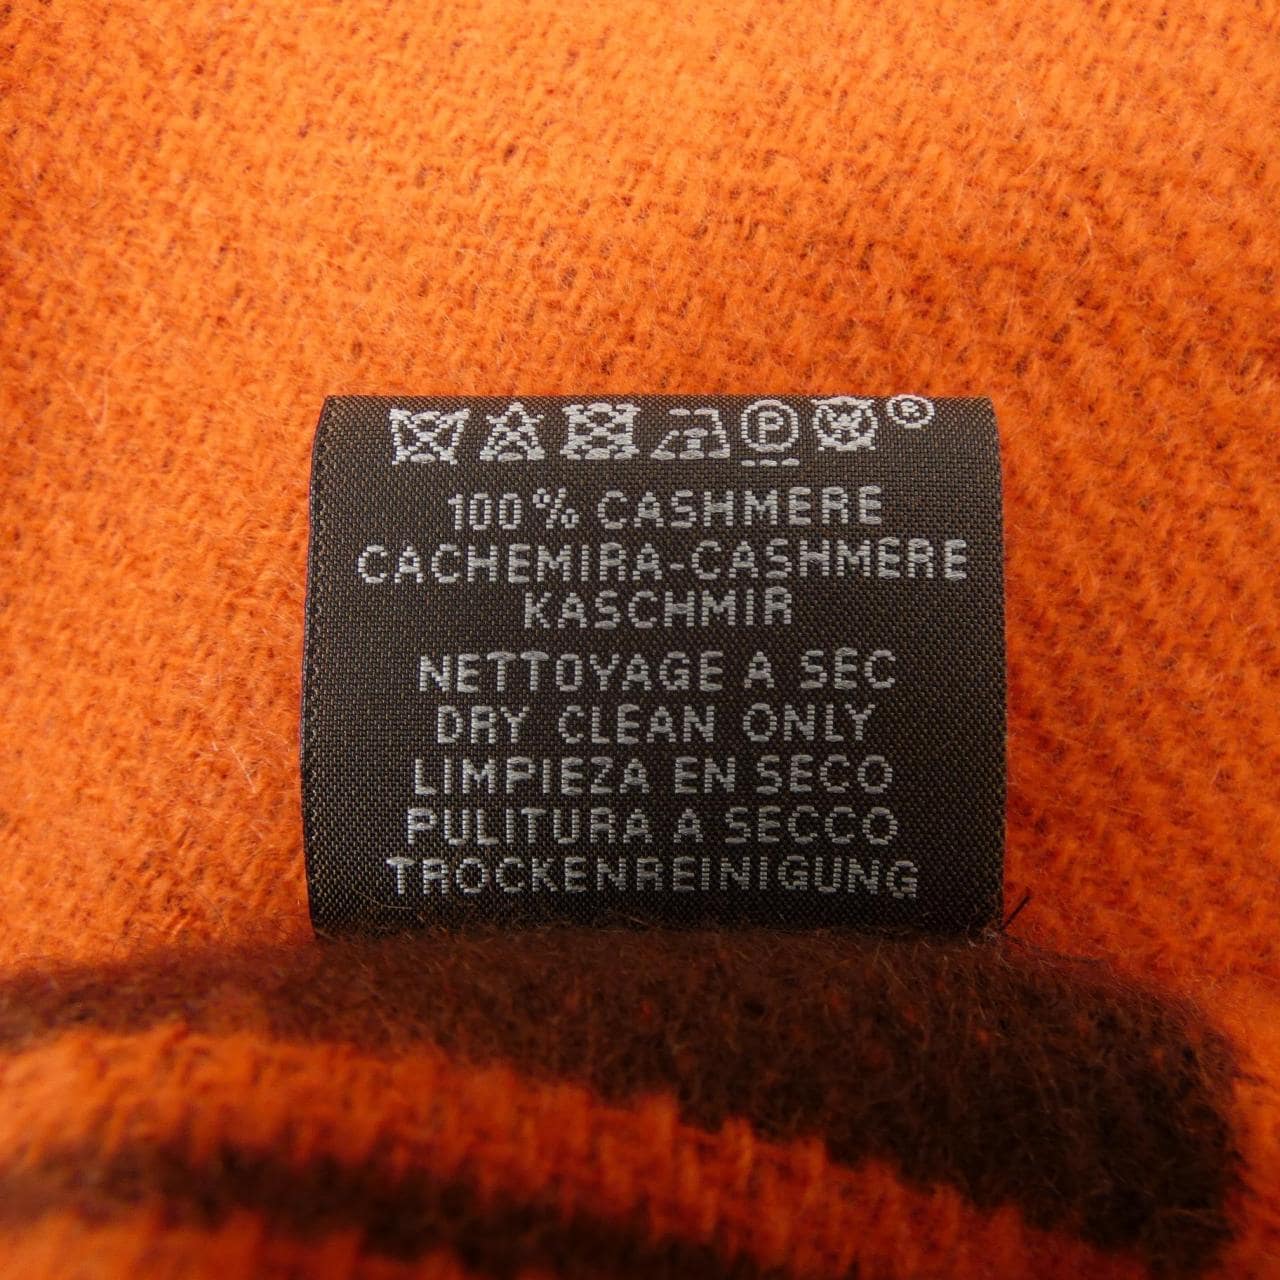 P ®
100% CASHMERE
CACHEMIRA-CASHMERE
KASCHMIR
NETTOYAGE A SEC
DRY CLEAN ONLY
LIMPIEZA EN SECO
PULITURA A SECCO
TROCKENREINIGUNG